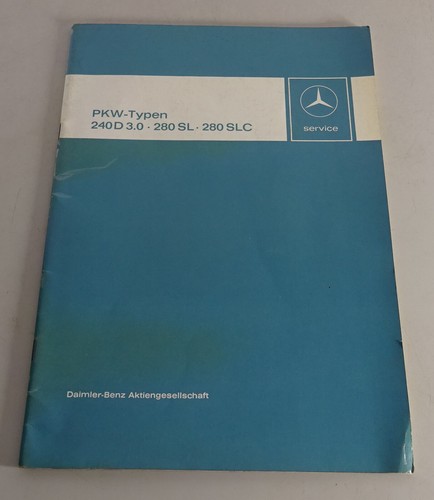 PKW-Typen
240 D 3.0 · 280 SL · 280 SLC
service
Daimler-Benz Aktiengesellschaft